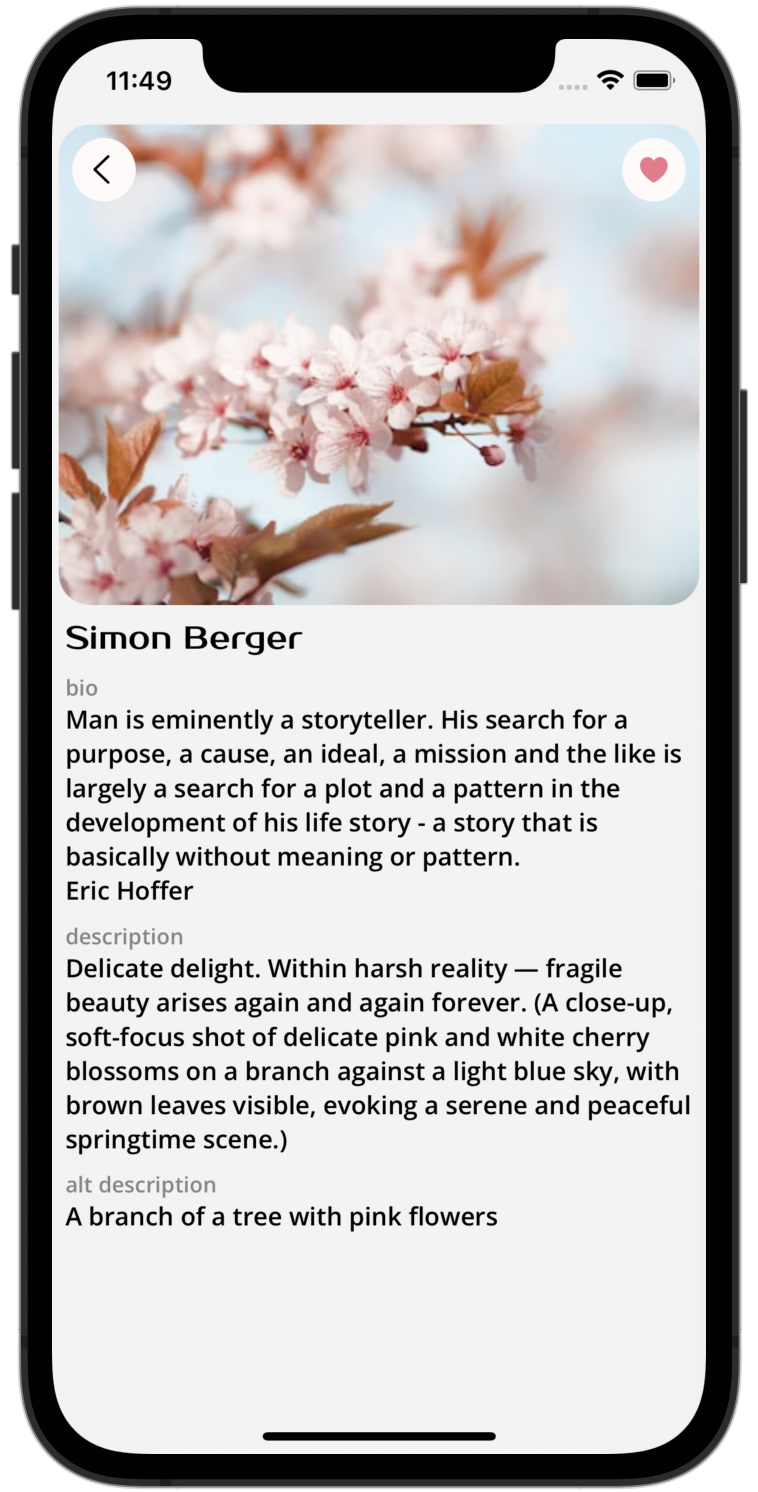 11:49
Simon Berger
bio
Man is eminently a storyteller. His search for a
purpose, a cause, an ideal, a mission and the like is
largely a search for a plot and a pattern in the
development of his life story - a story that is
basically without meaning or pattern.
Eric Hoffer
description
Delicate delight. Within harsh reality — fragile
beauty arises again and again forever. (A close-up,
soft-focus shot of delicate pink and white cherry
blossoms on a branch against a light blue sky, with
brown leaves visible, evoking a serene and peaceful
springtime scene.)
alt description
A branch of a tree with pink flowers